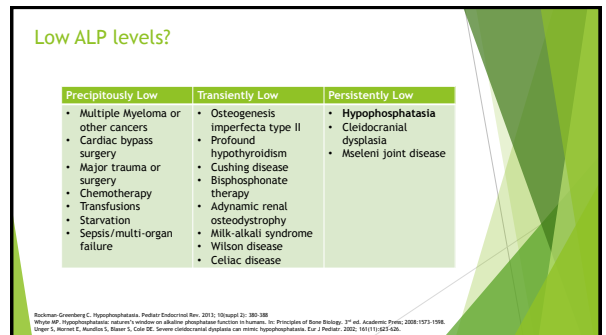 Low ALP levels?
Precipitously Low
• Multiple Myeloma or
other cancers
• Cardiac bypass
surgery
• Major trauma or
surgery
• Chemotherapy
• Transfusions
• Starvation
• Sepsis/multi-organ
failure
Transiently Low
• Osteogenesis
imperfecta type II
• Profound
hypothyroidism
• Cushing disease
• Bisphosphonate
therapy
• Adynamic renal
osteodystrophy
• Milk-alkali syndrome
• Wilson disease
• Celiac disease
Persistently Low
• Hypophosphatasia
• Cleidocranial
dysplasia
• Mseleni joint disease
Rockman-Greenberg C. Hypophosphatasia. Pediatr Endocrinol Rev. 2013; 10(suppl 2): 380-388
Whyte MP. Hypophosphatasia: natures's window on alkaline phosphatase function in humans. In: Principles of Bone Biology. 3rd ed. Academic Press; 2008:1573-1598.
Unger S, Mornet E, Mundlos S, Blaser S, Cole DE. Severe cleidocranial dysplasia can mimic hypophosphatasia. Eur J Pediatr. 2002; 161(11):623-626.